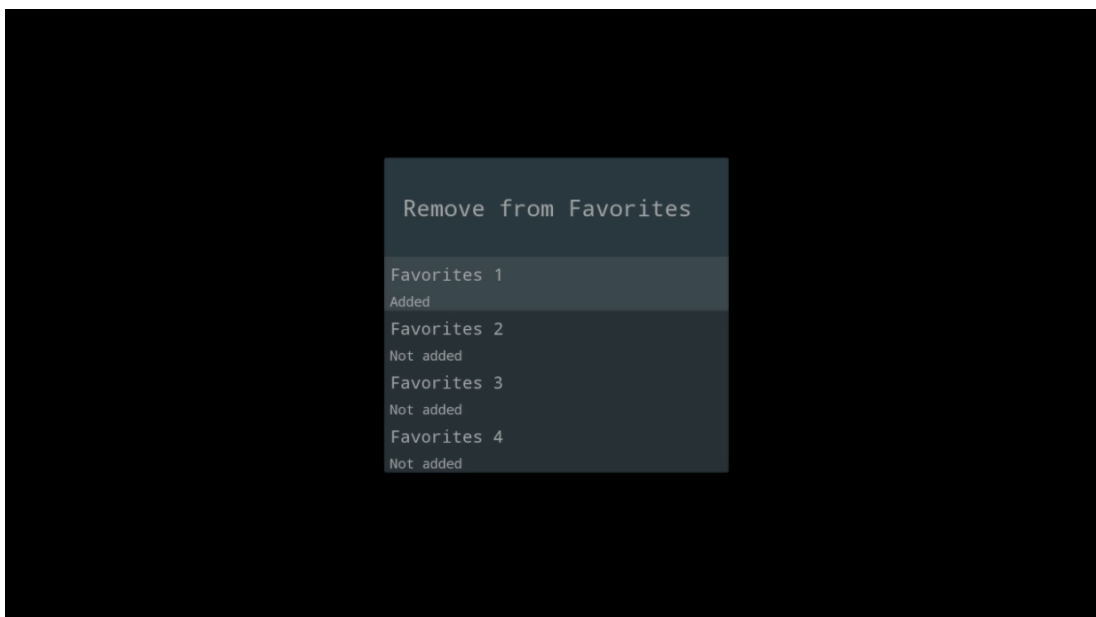 Remove from Favorites
Favorites 1
Added
Favorites 2
Not added
Favorites 3
Not added
Favorites 4
Not added